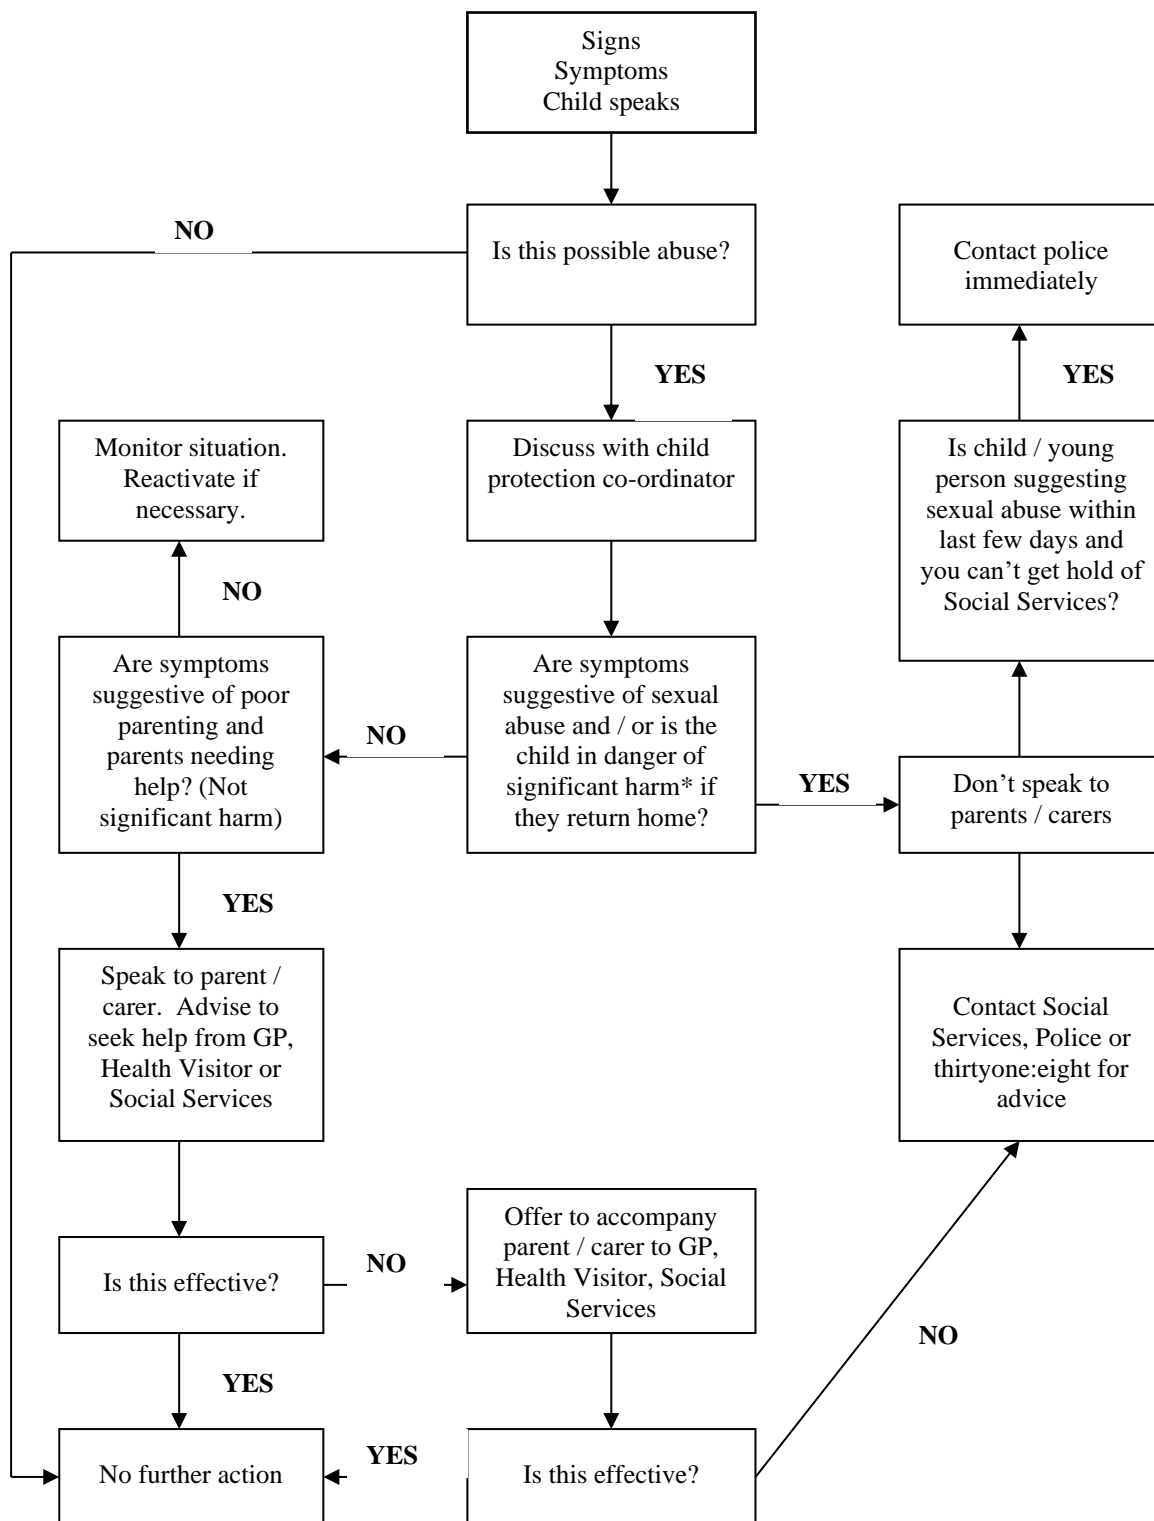 Signs
Symptoms
Child speaks
NO
Is this possible abuse?
Contact police
immediately
YES
YES
Monitor situation.
Reactivate if
necessary.
Discuss with child
protection co-ordinator
Is child / young
person suggesting
sexual abuse within
last few days and
you can’t get hold of
Social Services?
NO
Are symptoms
suggestive of poor
parenting and
parents needing
help? (Not
significant harm)
NO
Are symptoms
suggestive of sexual
abuse and / or is the
child in danger of
significant harm* if
they return home?
YES
Don’t speak to
parents / carers
YES
Speak to parent /
carer.  Advise to
seek help from GP,
Health Visitor or
Social Services
Contact Social
Services, Police or
thirtyone:eight for
advice
Is this effective?
NO
Offer to accompany
parent / carer to GP,
Health Visitor, Social
Services
NO
YES
No further action
YES
Is this effective?